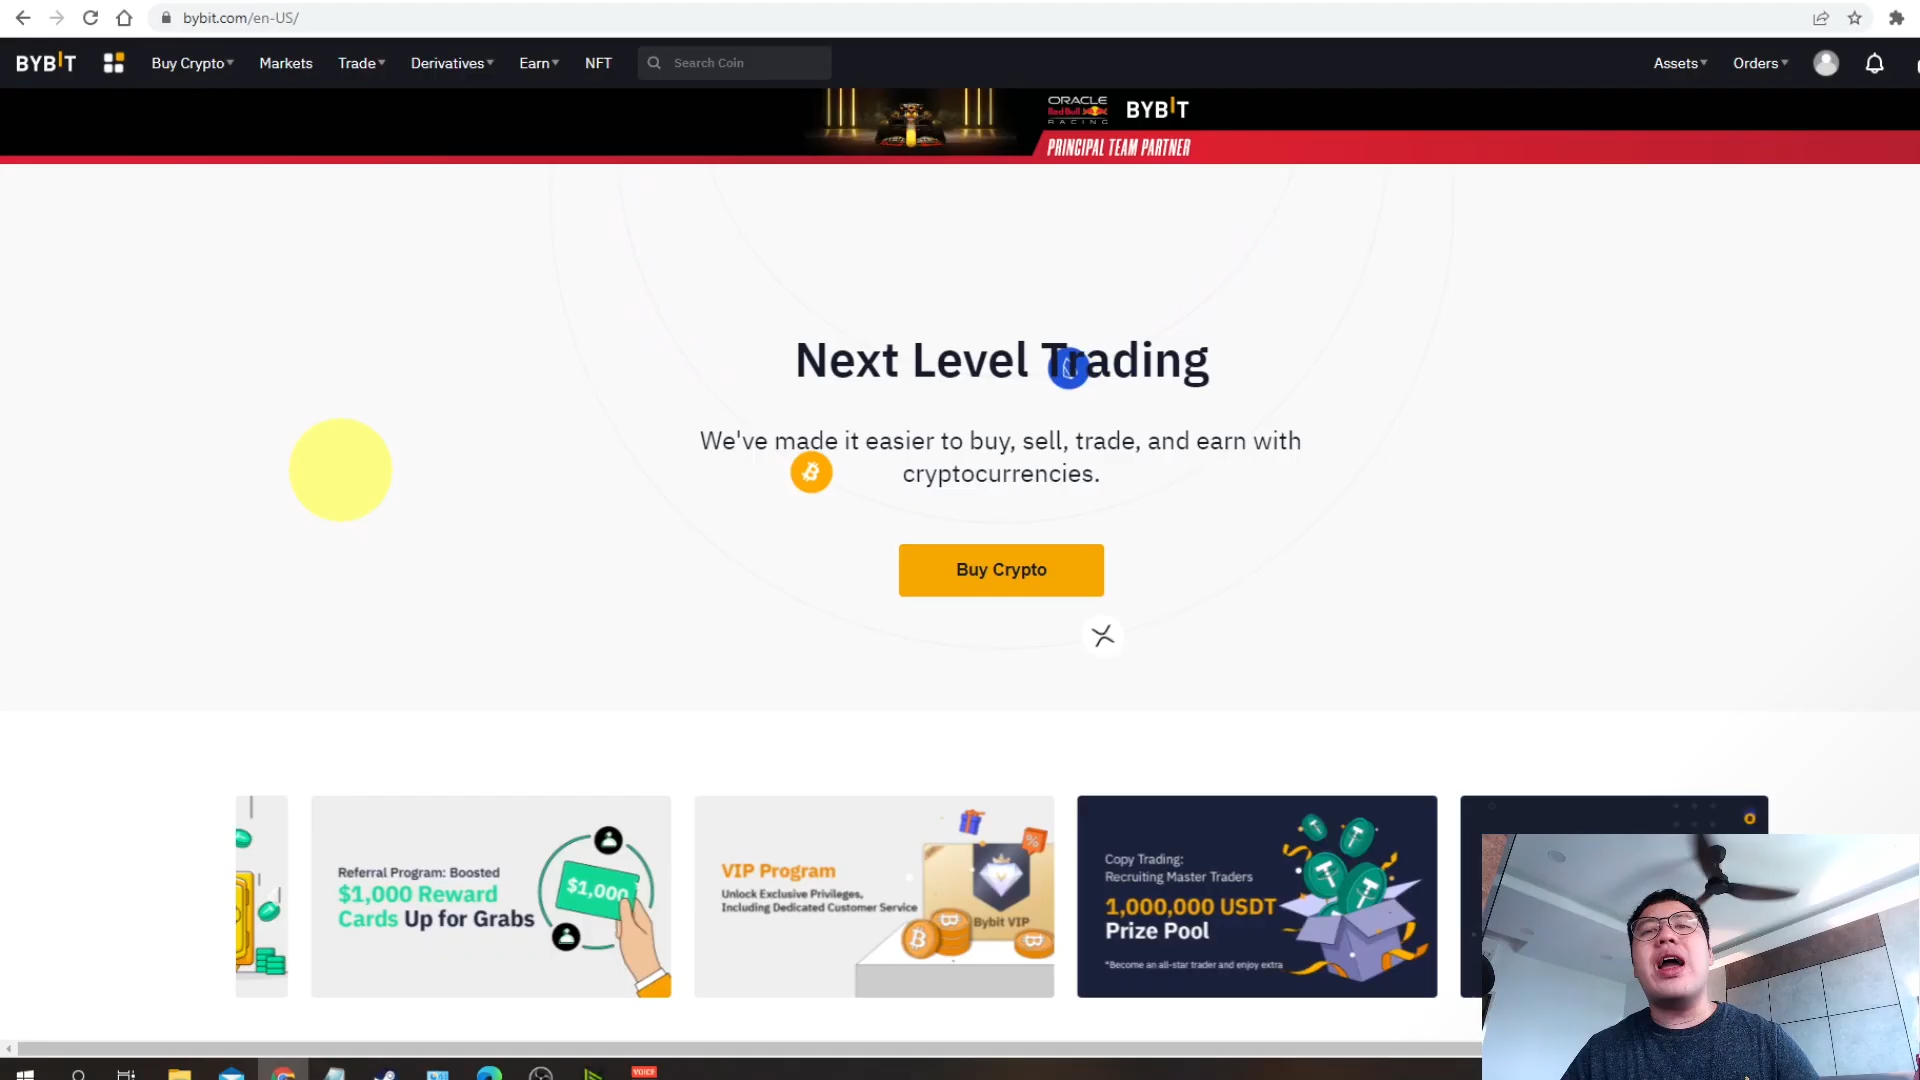 bybit.com/en-US/
BYBIT
Buy Crypto
Markets
Trade
Derivatives
Earn
NFT
Search Coin
Assets
Orders
ORACLE
Red Bull
RACING
BYBIT
PRINCIPAL TEAM PARTNER
Next Level Trading
We've made it easier to buy, sell, trade, and earn with
cryptocurrencies.
Buy Crypto
Referral Program: Boosted
$1,000 Reward
Cards Up for Grabs
$1,000
VIP Program
Unlock Exclusive Privileges,
Including Dedicated Customer Service
Bybit VIP
Copy Trading:
Recruiting Master Traders
1,000,000 USDT
Prize Pool
*Become an all-star trader and enjoy extra
VOICE